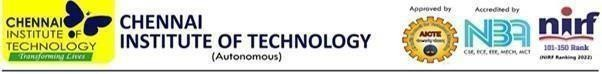 CHENNAI
INSTITUTE OF
TECHNOLOGY
Transforming Lives
CHENNAI
INSTITUTE OF TECHNOLOGY
(Autonomous)
Approved by
AICTE
Accredited by
NBA
CSE, ECE, EEE, MECH, MCT
nirf
101-150 Rank
(NIRF Ranking 2022)